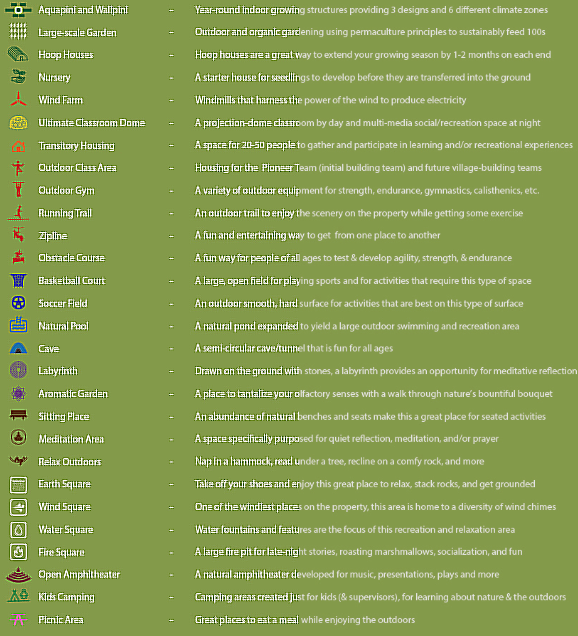 Aquapini and Walipini - Year-round indoor growing structures providing 3 designs and 6 different climate zones
Large-scale Garden - Outdoor and organic gardening using permaculture principles to sustainably feed 100s
Hoop Houses - Hoop houses are a great way to extend your growing season by 1-2 months on each end
Nursery - A starter house for seedlings to develop before they are transferred into the ground
Wind Farm - Windmills that harness the power of the wind to produce electricity
Ultimate Classroom Dome - A projection-dome classroom by day and multi-media social/recreation space at night
Transitory Housing - A space for 20-50 people to gather and participate in learning and/or recreational experiences
Outdoor Class Area - Housing for the Pioneer Team (initial building team) and future village-building teams
Outdoor Gym - A variety of outdoor equipment for strength, endurance, gymnastics, calisthenics, etc.
Running Trail - An outdoor trail to enjoy the scenery on the property while getting some exercise
Zipline - A fun and entertaining way to get from one place to another
Obstacle Course - A fun way for people of all ages to test & develop agility, strength, & endurance
Basketball Court - A large, open field for playing sports and for activities that require this type of space
Soccer Field - An outdoor smooth, hard surface for activities that are best on this type of surface
Natural Pool - A natural pond expanded to yield a large outdoor swimming and recreation area
Cave - A semi-circular cave/tunnel that is fun for all ages
Labyrinth - Drawn on the ground with stones, a labyrinth provides an opportunity for meditative reflection
Aromatic Garden - A place to tantalize your olfactory senses with a walk through nature's bountiful bouquet
Sitting Place - An abundance of natural benches and seats make this a great place for seated activities
Meditation Area - A space specifically purposed for quiet reflection, meditation, and/or prayer
Relax Outdoors - Nap in a hammock, read under a tree, recline on a comfy rock, and more
Earth Square - Take off your shoes and enjoy this great place to relax, stack rocks, and get grounded
Wind Square - One of the windiest places on the property, this area is home to a diversity of wind chimes
Water Square - Water fountains and features are the focus of this recreation and relaxation area
Fire Square - A large fire pit for late-night stories, roasting marshmallows, socialization, and fun
Open Amphitheater - A natural amphitheater developed for music, presentations, plays and more
Kids Camping - Camping areas created just for kids (& supervisors), for learning about nature & the outdoors
Picnic Area - Great places to eat a meal while enjoying the outdoors